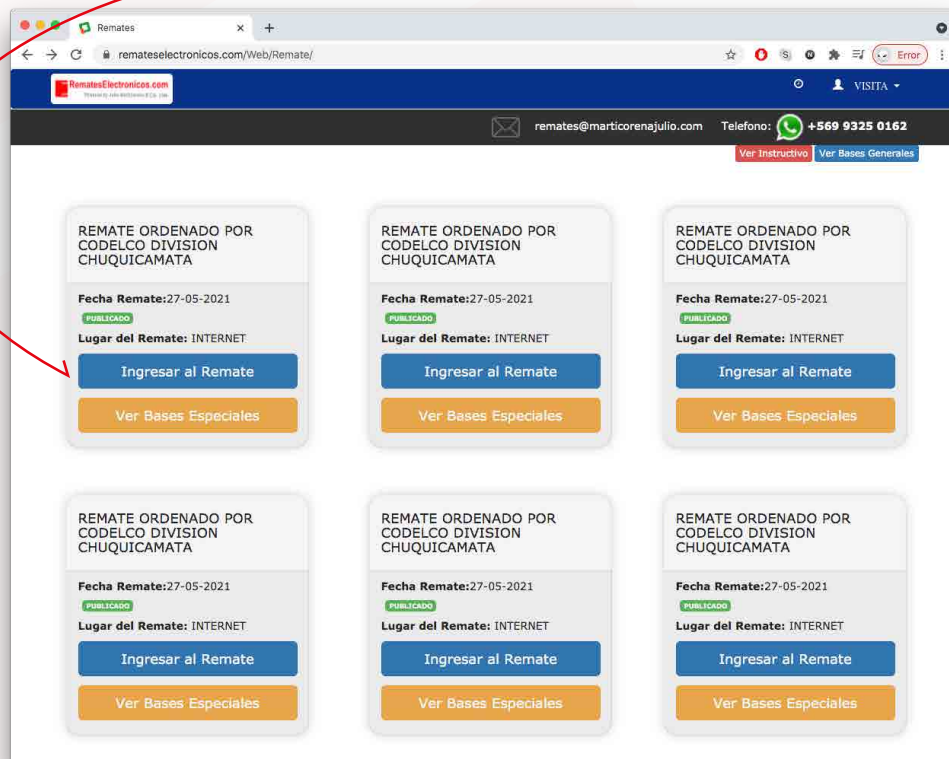 Remates
remateselectronicos.com/Web/Remate/
Error
RematesElectronicos.com
VISITA
remates@marticorenajulio.com Telefono: +569 9325 0162
Ver Instructivo Ver Bases Generales
REMATE ORDENADO POR
CODELCO DIVISION
CHUQUICAMATA
Fecha Remate:27-05-2021
PUBLICADO
Lugar del Remate: INTERNET
Ingresar al Remate
Ver Bases Especiales
REMATE ORDENADO POR
CODELCO DIVISION
CHUQUICAMATA
Fecha Remate:27-05-2021
PUBLICADO
Lugar del Remate: INTERNET
Ingresar al Remate
Ver Bases Especiales
REMATE ORDENADO POR
CODELCO DIVISION
CHUQUICAMATA
Fecha Remate:27-05-2021
PUBLICADO
Lugar del Remate: INTERNET
Ingresar al Remate
Ver Bases Especiales
REMATE ORDENADO POR
CODELCO DIVISION
CHUQUICAMATA
Fecha Remate:27-05-2021
PUBLICADO
Lugar del Remate: INTERNET
Ingresar al Remate
Ver Bases Especiales
REMATE ORDENADO POR
CODELCO DIVISION
CHUQUICAMATA
Fecha Remate:27-05-2021
PUBLICADO
Lugar del Remate: INTERNET
Ingresar al Remate
Ver Bases Especiales
REMATE ORDENADO POR
CODELCO DIVISION
CHUQUICAMATA
Fecha Remate:27-05-2021
PUBLICADO
Lugar del Remate: INTERNET
Ingresar al Remate
Ver Bases Especiales